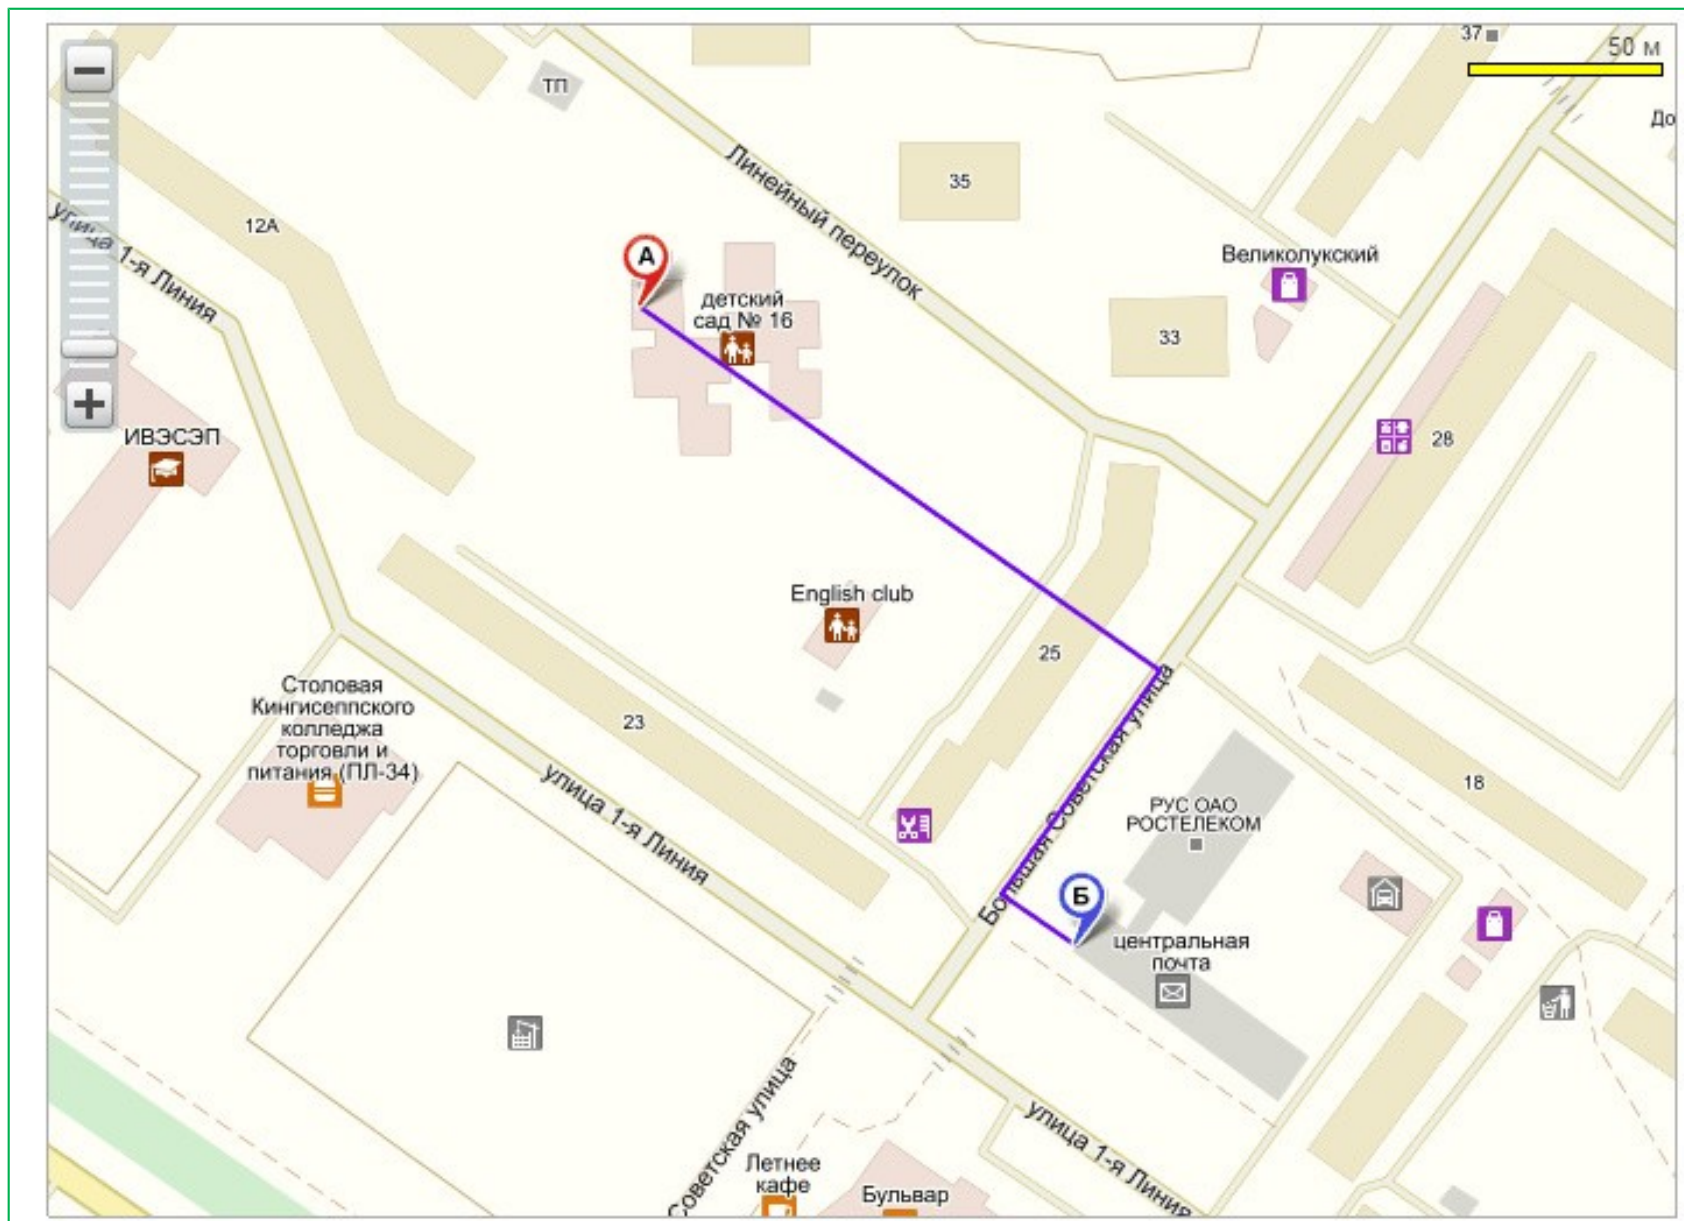 37
50 м
ТП
До
Линейный переулок
35
12А
улица 1-я Линия
А
Великолукский
детский
сад № 16
33
ИВЭСЭП
28
English club
25
Столовая
Кингисеппского
колледжа
торговли и
питания (ПЛ-34)
23
Большая Советская улица
18
улица 1-я Линия
РУС ОАО
РОСТЕЛЕКОМ
Б
центральная
почта
Советская улица
улица 1-я Линия
Летнее
кафе
Бульвар